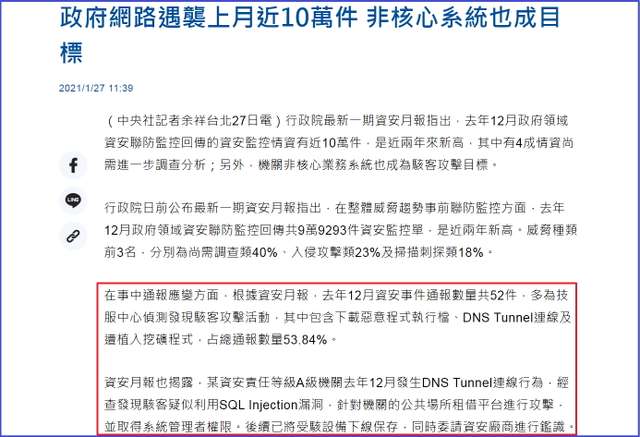 政府網路遇襲上月近10萬件 非核心系統也成目
標
2021/1/27 11:39
（中央社記者余祥台北27日電）行政院最新一期資安月報指出，去年12月政府領域
資安聯防監控回傳的資安監控情資有近10萬件，是近兩年來新高，其中有4成情資尚
需進一步調查分析；另外，機關非核心業務系統也成為駭客攻擊目標。
LINE
行政院日前公布最新一期資安月報指出，在整體威脅趨勢事前聯防監控方面，去年
12月政府領域資安聯防監控回傳共9萬9293件資安監控單，是近兩年新高。威脅種類
前3名，分別為尚需調查類40%、入侵攻擊類23%及掃描刺探類18%。
在事中通報應變方面，根據資安月報，去年12月資安事件通報數量共52件，多為技
服中心偵測發現駭客攻擊活動，其中包含下載惡意程式執行檔、DNS Tunnel連線及
遭植入挖礦程式，占總通報數量53.84%。
資安月報也揭露，某資安責任等級A級機關去年12月發生DNS Tunnel連線行為，經
查發現駭客疑似利用SQL Injection漏洞，針對機關的公共場所租借平台進行攻擊，
並取得系統管理者權限。後續已將受駭設備下線保存，同時委請資安廠商進行鑑識。